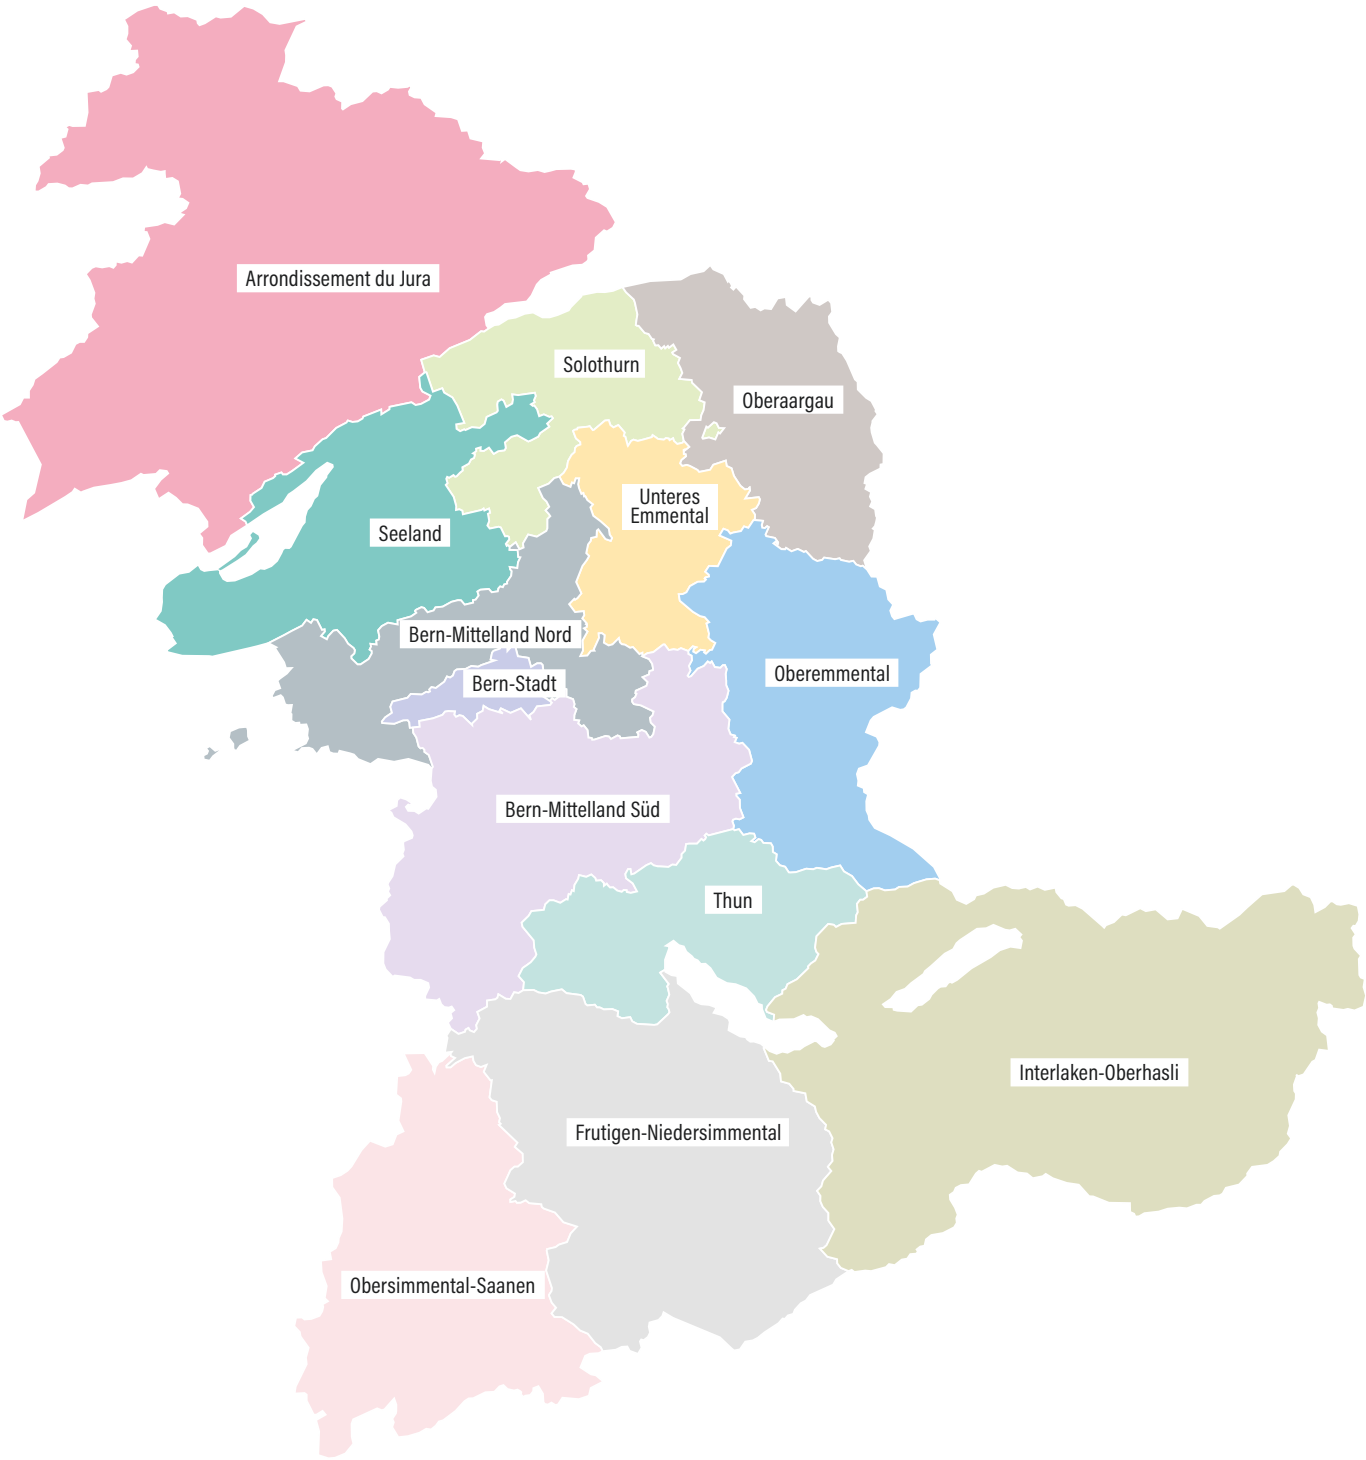 Arrondissement du Jura
Solothurn
Oberaargau
Unteres
Emmental
Seeland
Bern-Mittelland Nord
Oberemmental
Bern-Stadt
Bern-Mittelland Süd
Thun
Interlaken-Oberhasli
Frutigen-Niedersimmental
Obersimmental-Saanen